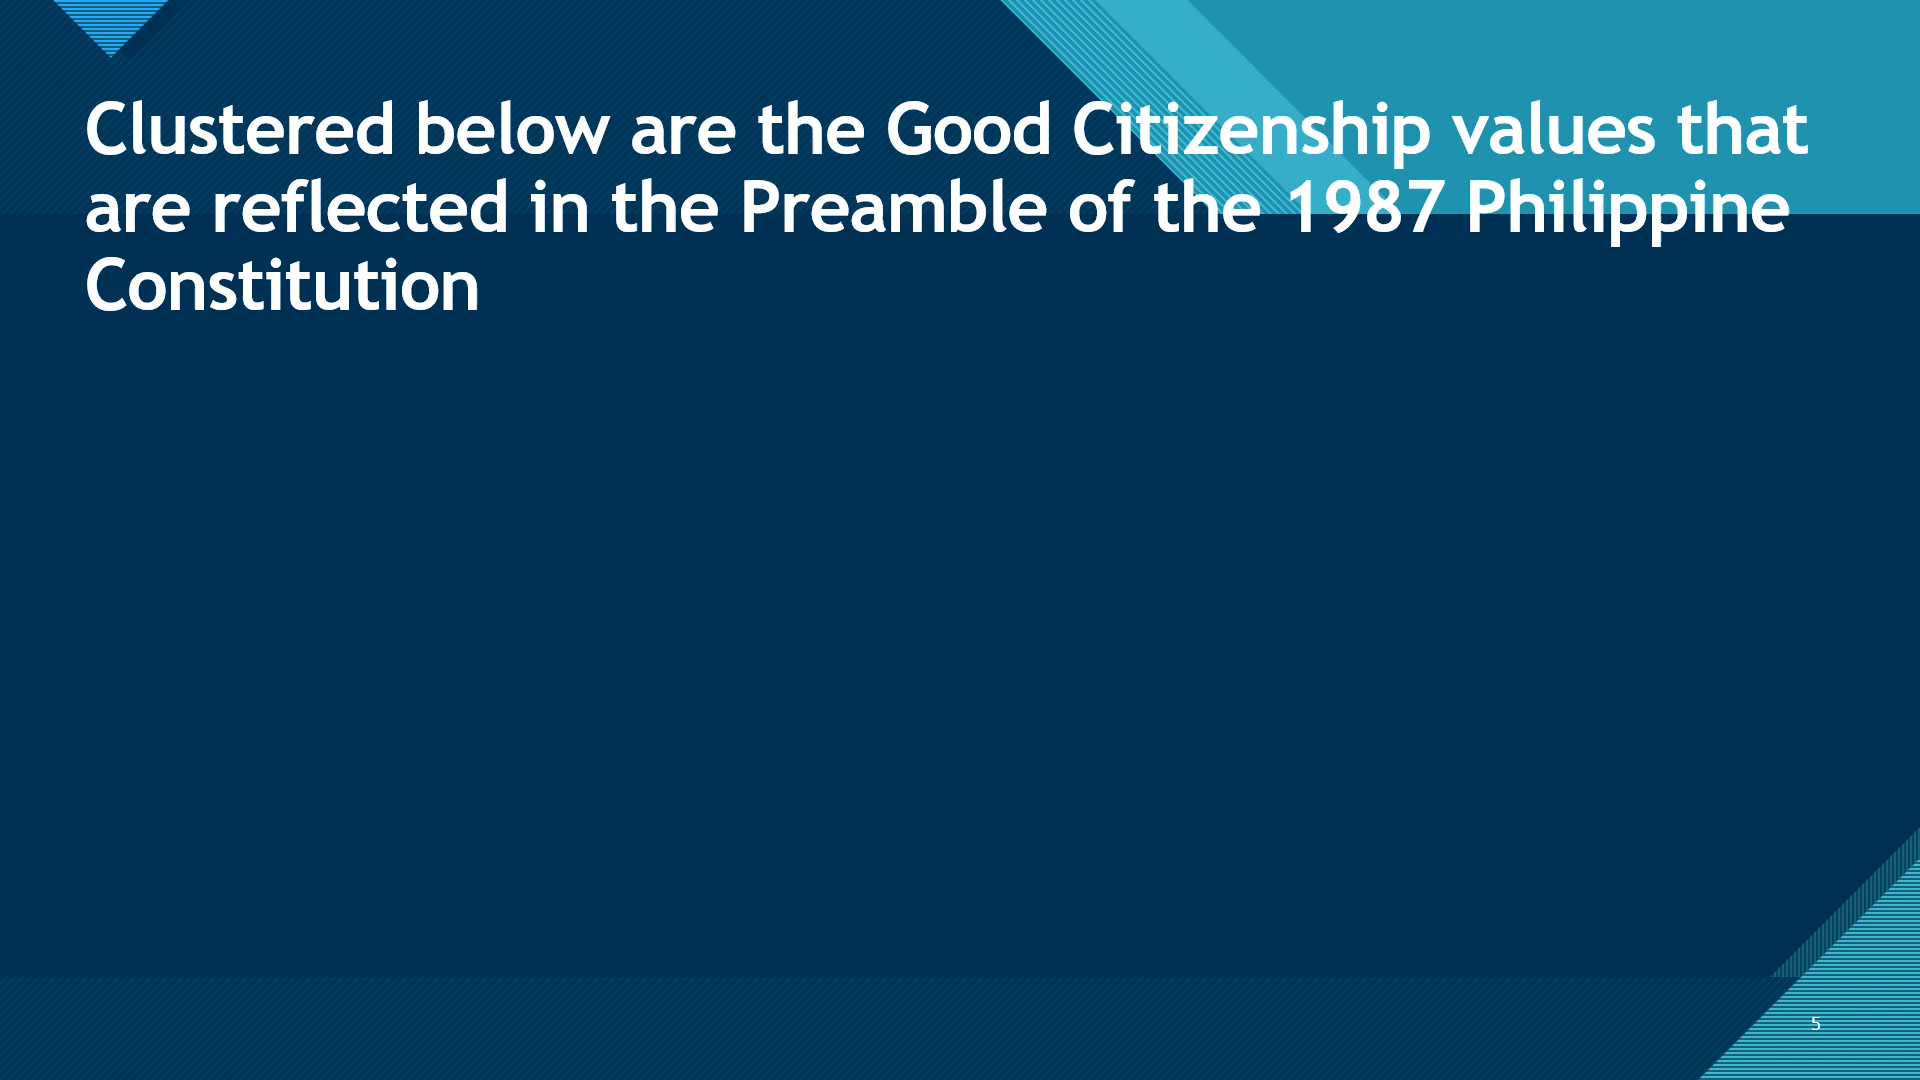 Clustered below are the Good Citizenship values that
are reflected in the Preamble of the 1987 Philippine
Constitution
5